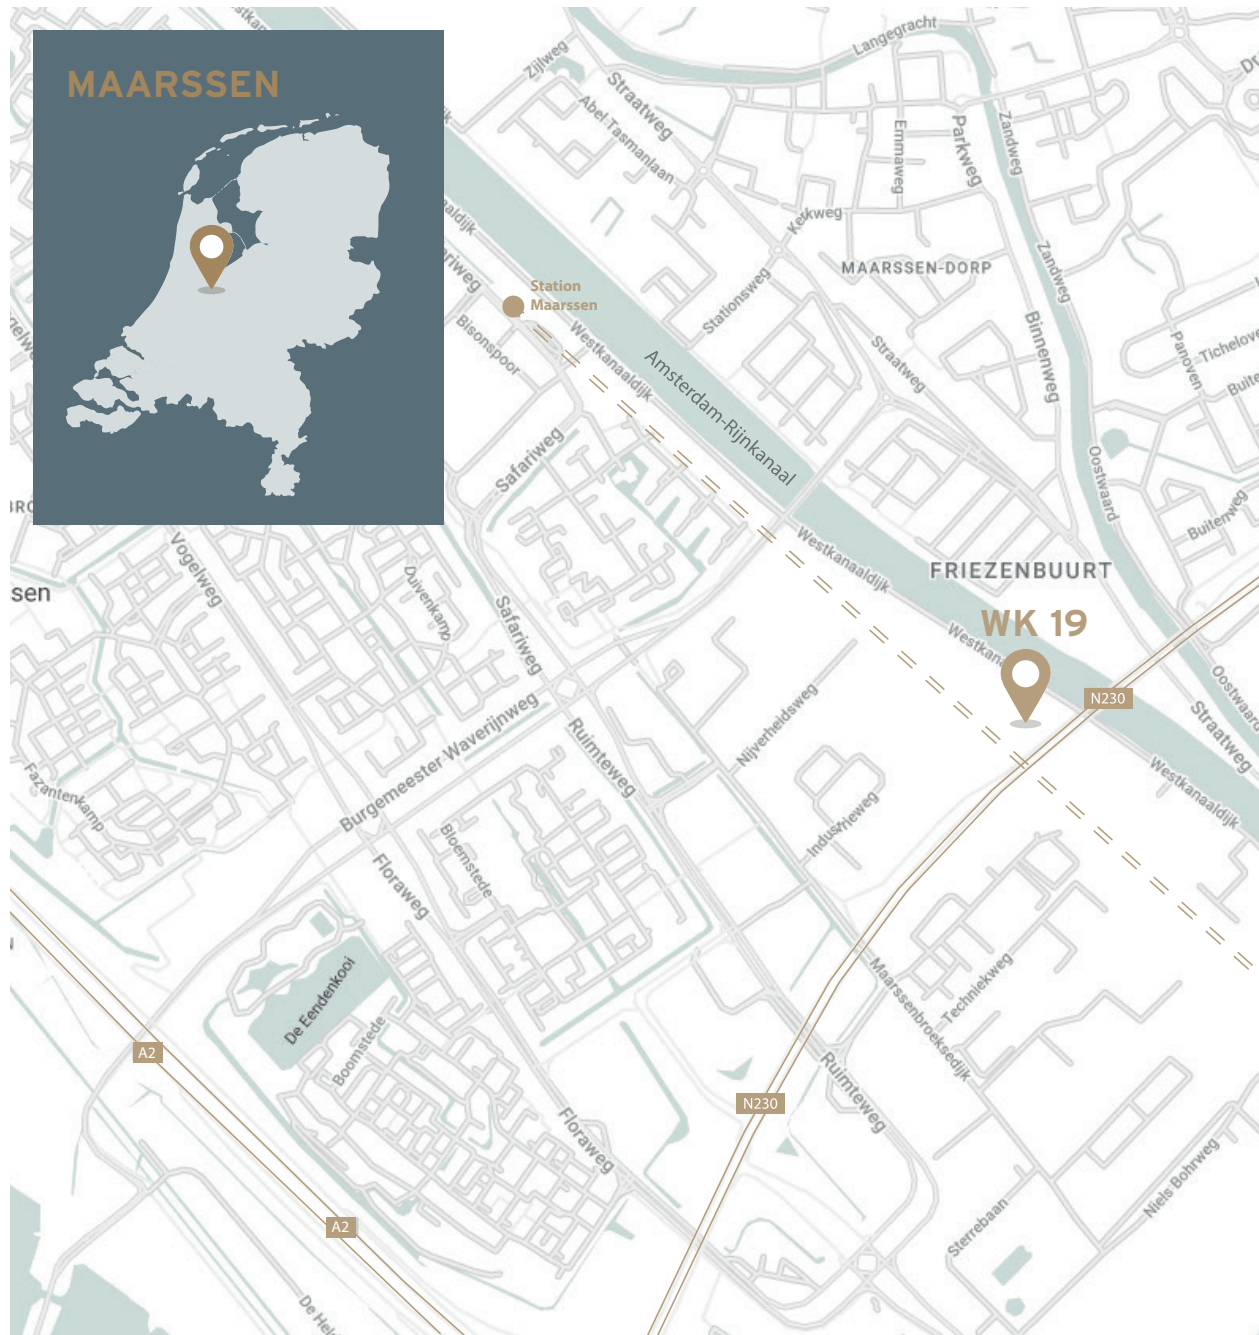 MAARSSEN
Langegracht
Zijlweg
Straatweg
Abel Tasmanlaan
Emmaweg
Parkweg
Zandweg
Kerkweg
MAARSSEN-DORP
Zandweg
Station
Maarssen
Stationsweg
Bisonspoor
Westkanaaldijk
Amsterdam-Rijnkanaal
Straatweg
Binnenweg
Panoven
Safariweg
Oostwaard
Buitenweg
Vogelweg
Duivenkamp
Westkanaaldijk
FRIEZENBUURT
sen
Safariweg
WK 19
N230
Oostwaard
Straatweg
Nijverheidsweg
Burgemeester Waverijnweg
Ruimteweg
Westkanaaldijk
Fazantenkamp
Industrieweg
Bloemstede
Floraweg
De Eendenkooi
Boomstede
Maarssenbroeksedijk
Techniekweg
A2
N230
Ruimteweg
Floraweg
Niels Bohrweg
Sterrebaan
A2